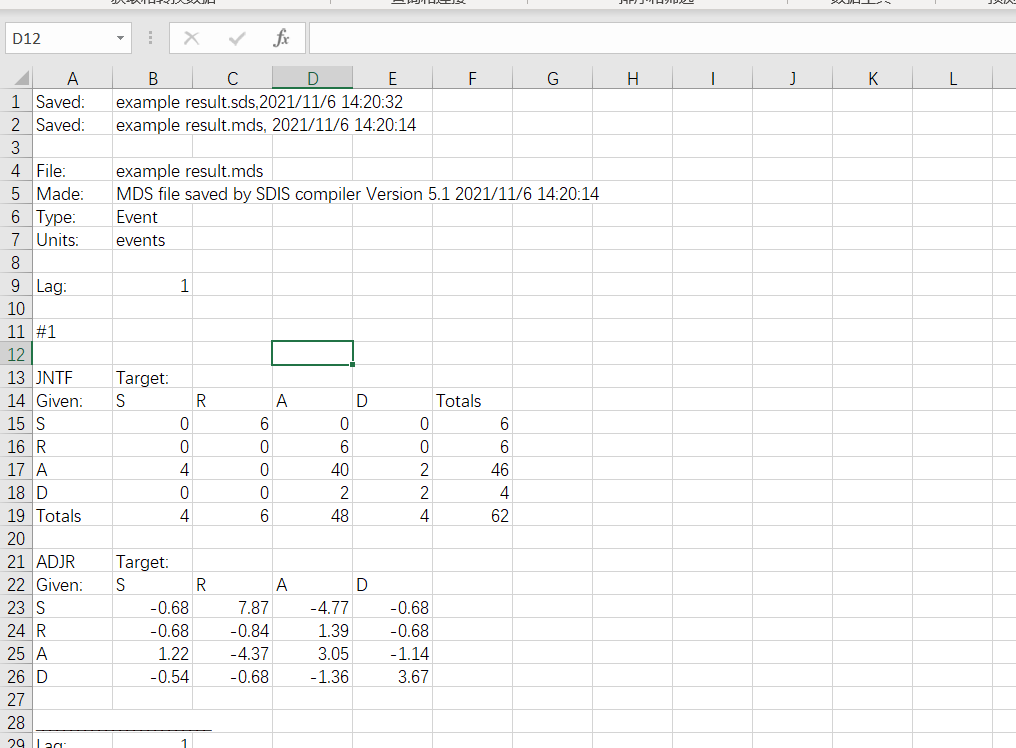 D12 fx
A B C D E F G H I J K L
1 Saved: example result.sds,2021/11/6 14:20:32
2 Saved: example result.mds, 2021/11/6 14:20:14
3
4 File: example result.mds
5 Made: MDS file saved by SDIS compiler Version 5.1 2021/11/6 14:20:14
6 Type: Event
7 Units: events
8
9 Lag: 1
10
11 #1
12
13 JNTF Target:
14 Given: S R A D Totals
15 S 0 6 0 0 6
16 R 0 0 6 0 6
17 A 4 0 40 2 46
18 D 0 0 2 2 4
19 Totals 4 6 48 4 62
20
21 ADJR Target:
22 Given: S R A D
23 S -0.68 7.87 -4.77 -0.68
24 R -0.68 -0.84 1.39 -0.68
25 A 1.22 -4.37 3.05 -1.14
26 D -0.54 -0.68 -1.36 3.67
27
28
29 Lag: 1